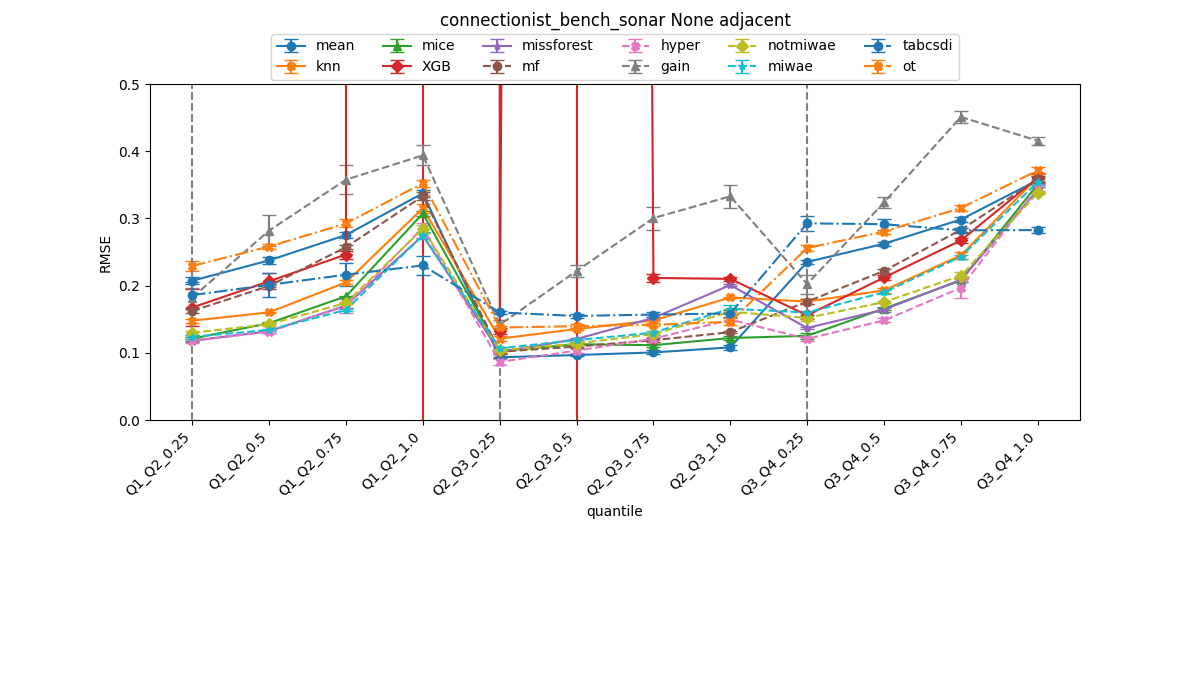 connectionist_bench_sonar None adjacent
mean mice missforest hyper notmiwae tabcsdi
knn XGB mf gain miwae ot
0.5
0.4
0.3
0.2
0.1
0.0
RMSE
Q1_Q2_0.25 Q1_Q2_0.5 Q1_Q2_0.75 Q1_Q2_1.0 Q2_Q3_0.25 Q2_Q3_0.5 Q2_Q3_0.75 Q2_Q3_1.0 Q3_Q4_0.25 Q3_Q4_0.5 Q3_Q4_0.75 Q3_Q4_1.0
quantile